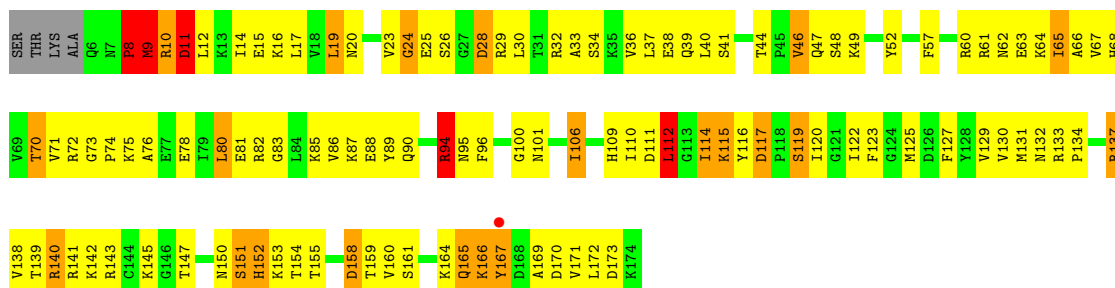 SER THR LYS ALA Q6 N7 P8 M9 R10 D11 L12 K13 I14 E15 K16 L17 V18 L19 N20 V23 G24 E25 S26 G27 D28 R29 L30 T31 R32 A33 S34 K35 V36 L37 E38 Q39 L40 S41 T44 P45 V46 Q47 S48 K49 Y52 F57 R60 R61 N62 E63 K64 I65 A66 V67 H68
V69 T70 V71 R72 G73 P74 K75 A76 E77 E78 I79 L80 E81 R82 G83 L84 K85 V86 K87 E88 Y89 Q90 R94 N95 F96 G100 N101 I106 H109 I110 D111 L112 G113 I114 K115 Y116 D117 P118 S119 I120 G121 I122 F123 G124 M125 D126 F127 Y128 V129 V130 M131 N132 R133 P134 R137
V138 T139 R140 R141 K142 R143 C144 K145 G146 T147 N150 S151 H152 K153 T154 T155 D158 T159 V160 S161 K164 Q165 K166 Y167 D168 A169 D170 V171 L172 D173 K174